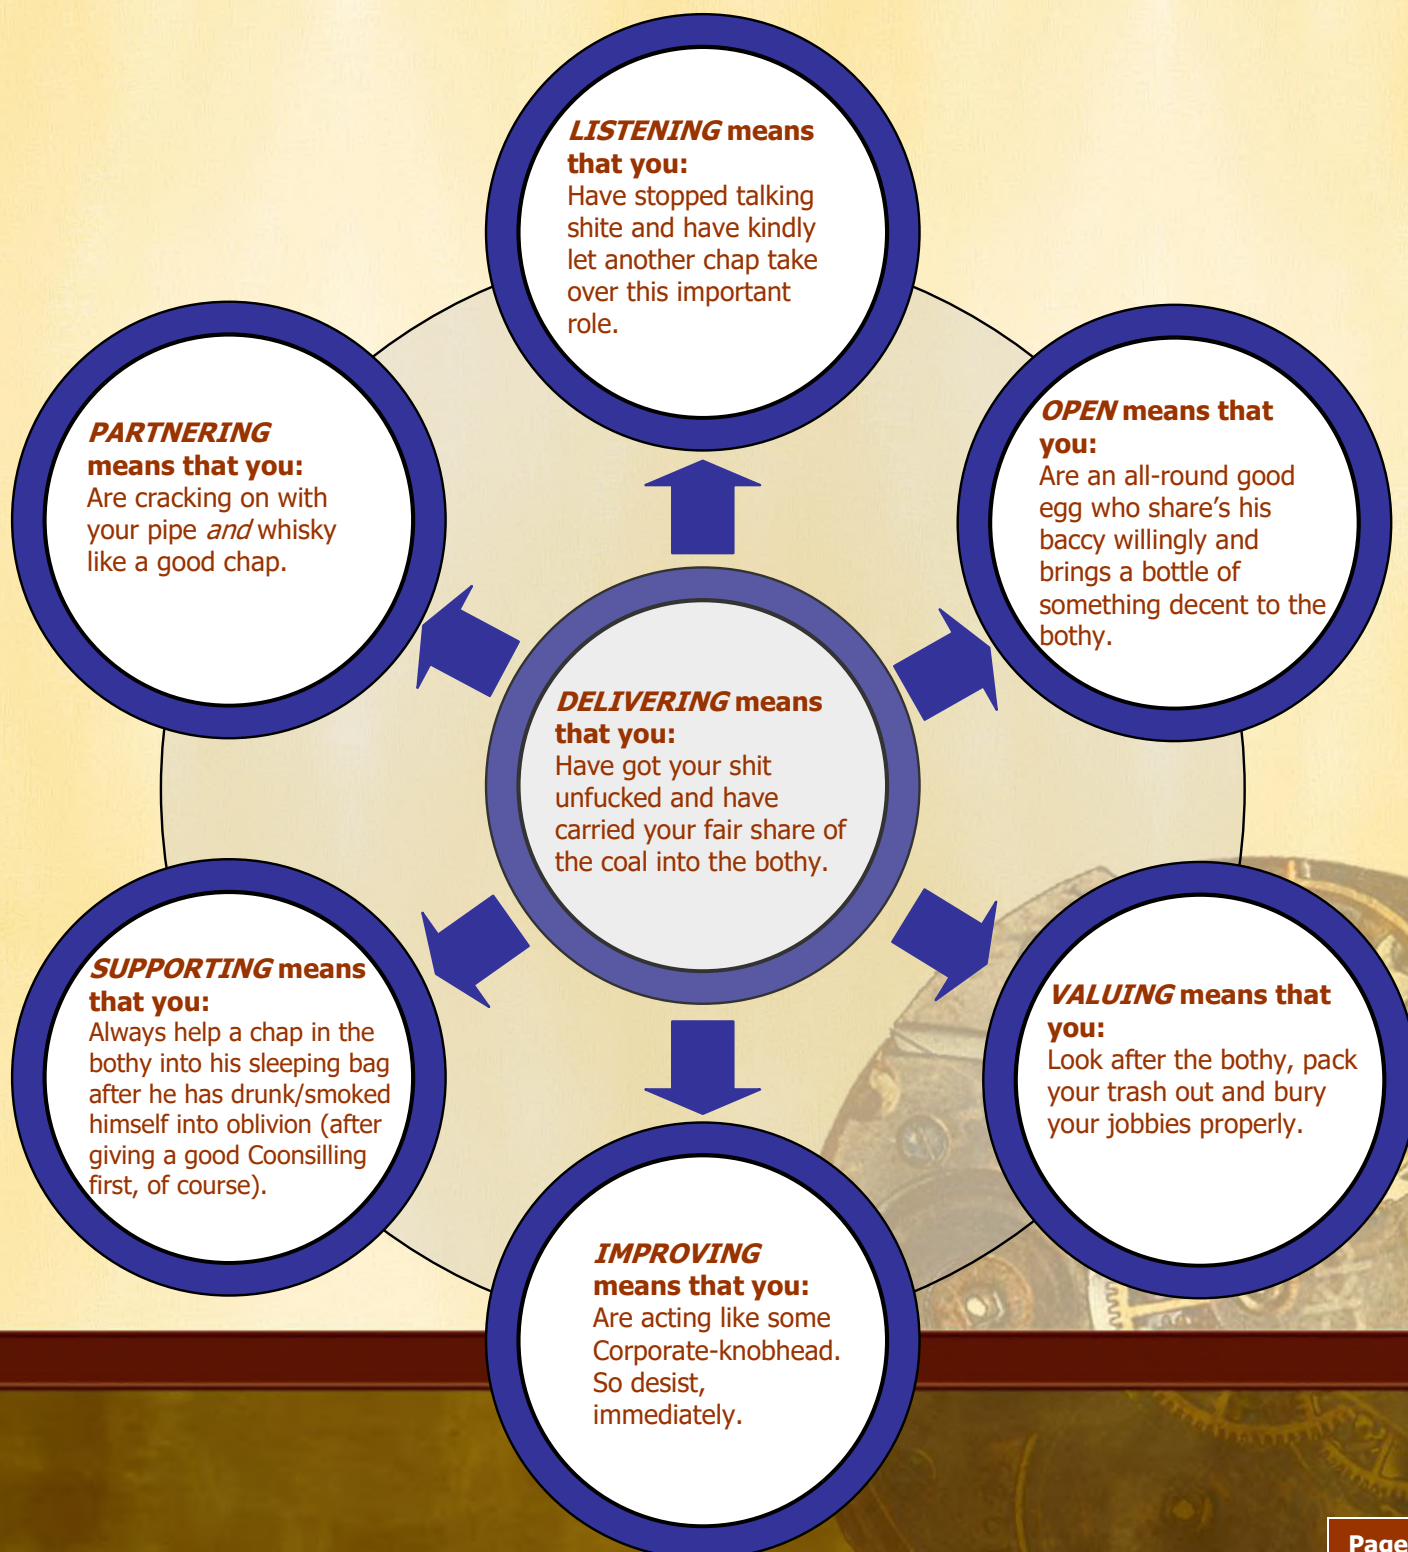 LISTENING means
that you:
Have stopped talking
shite and have kindly
let another chap take
over this important
role.
PARTNERING
means that you:
Are cracking on with
your pipe and whisky
like a good chap.
OPEN means that
you:
Are an all-round good
egg who share’s his
baccy willingly and
brings a bottle of
something decent to the
bothy.
DELIVERING means
that you:
Have got your shit
unfucked and have
carried your fair share of
the coal into the bothy.
SUPPORTING means
that you:
Always help a chap in the
bothy into his sleeping bag
after he has drunk/smoked
himself into oblivion (after
giving a good Coonsilling
first, of course).
VALUING means that
you:
Look after the bothy, pack
your trash out and bury
your jobbies properly.
IMPROVING
means that you:
Are acting like some
Corporate-knobhead.
So desist,
immediately.
Page